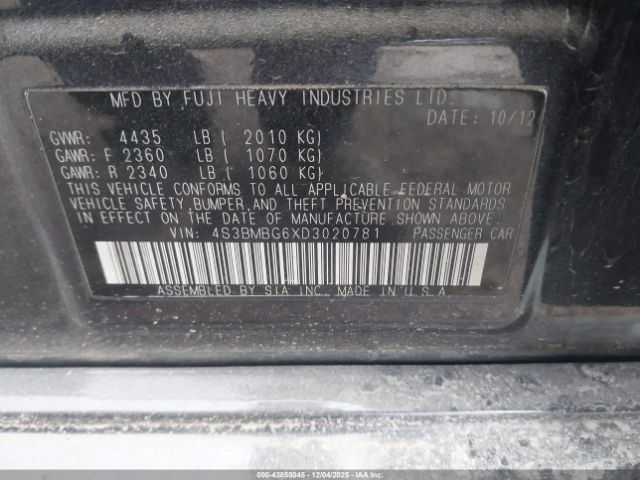 MFD BY FUJI HEAVY INDUSTRIES LTD.
DATE: 10/12
GVWR: 4435 LB ( 2010 KG)
GAWR: F 2360 LB ( 1070 KG)
GAWR: R 2340 LB ( 1060 KG)
THIS VEHICLE CONFORMS TO ALL APPLICABLE FEDERAL MOTOR
VEHICLE SAFETY, BUMPER, AND THEFT PREVENTION STANDARDS
IN EFFECT ON THE DATE OF MANUFACTURE SHOWN ABOVE.
VIN: 4S3BMBG6XD3020781 PASSENGER CAR
ASSEMBLED BY SIA INC. MADE IN U.S.A.
000-43858045 - 12/04/2025 - IAA Inc.